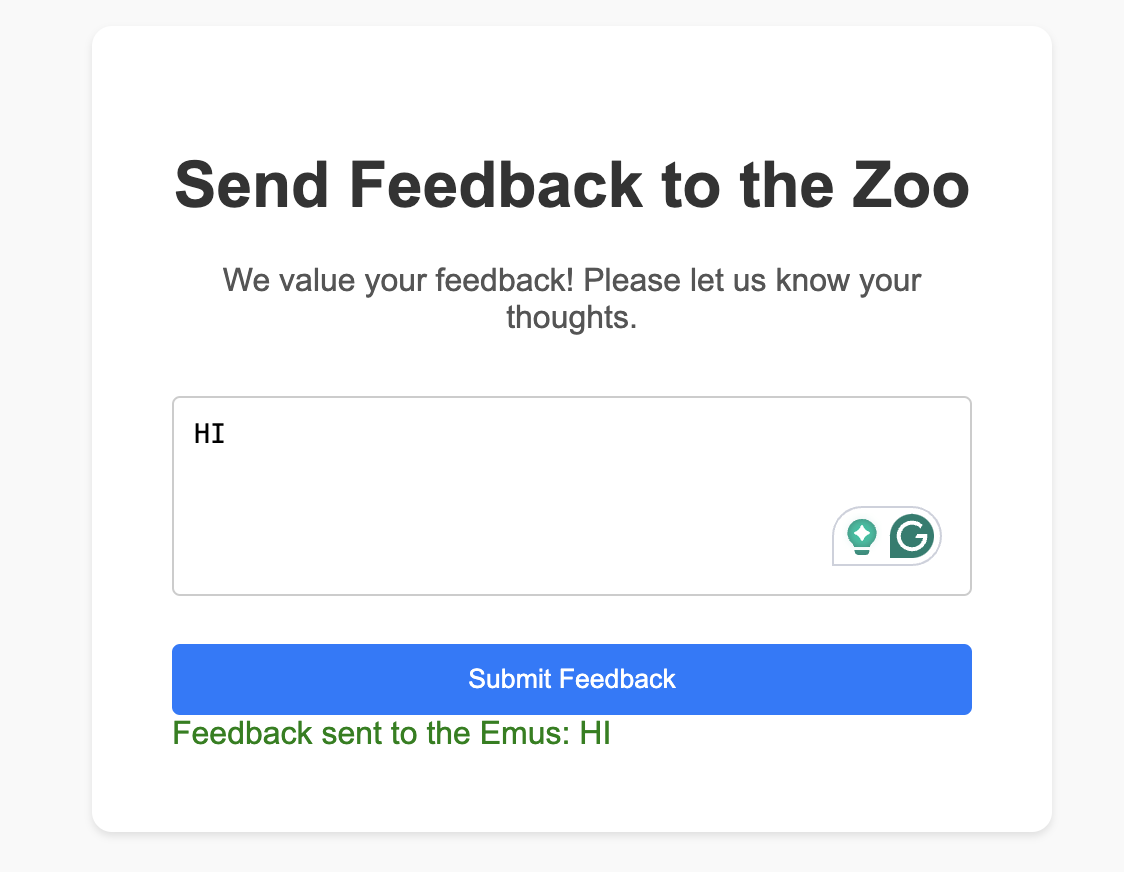 Send Feedback to the Zoo
We value your feedback! Please let us know your
thoughts.
HI
Submit Feedback
Feedback sent to the Emus: HI